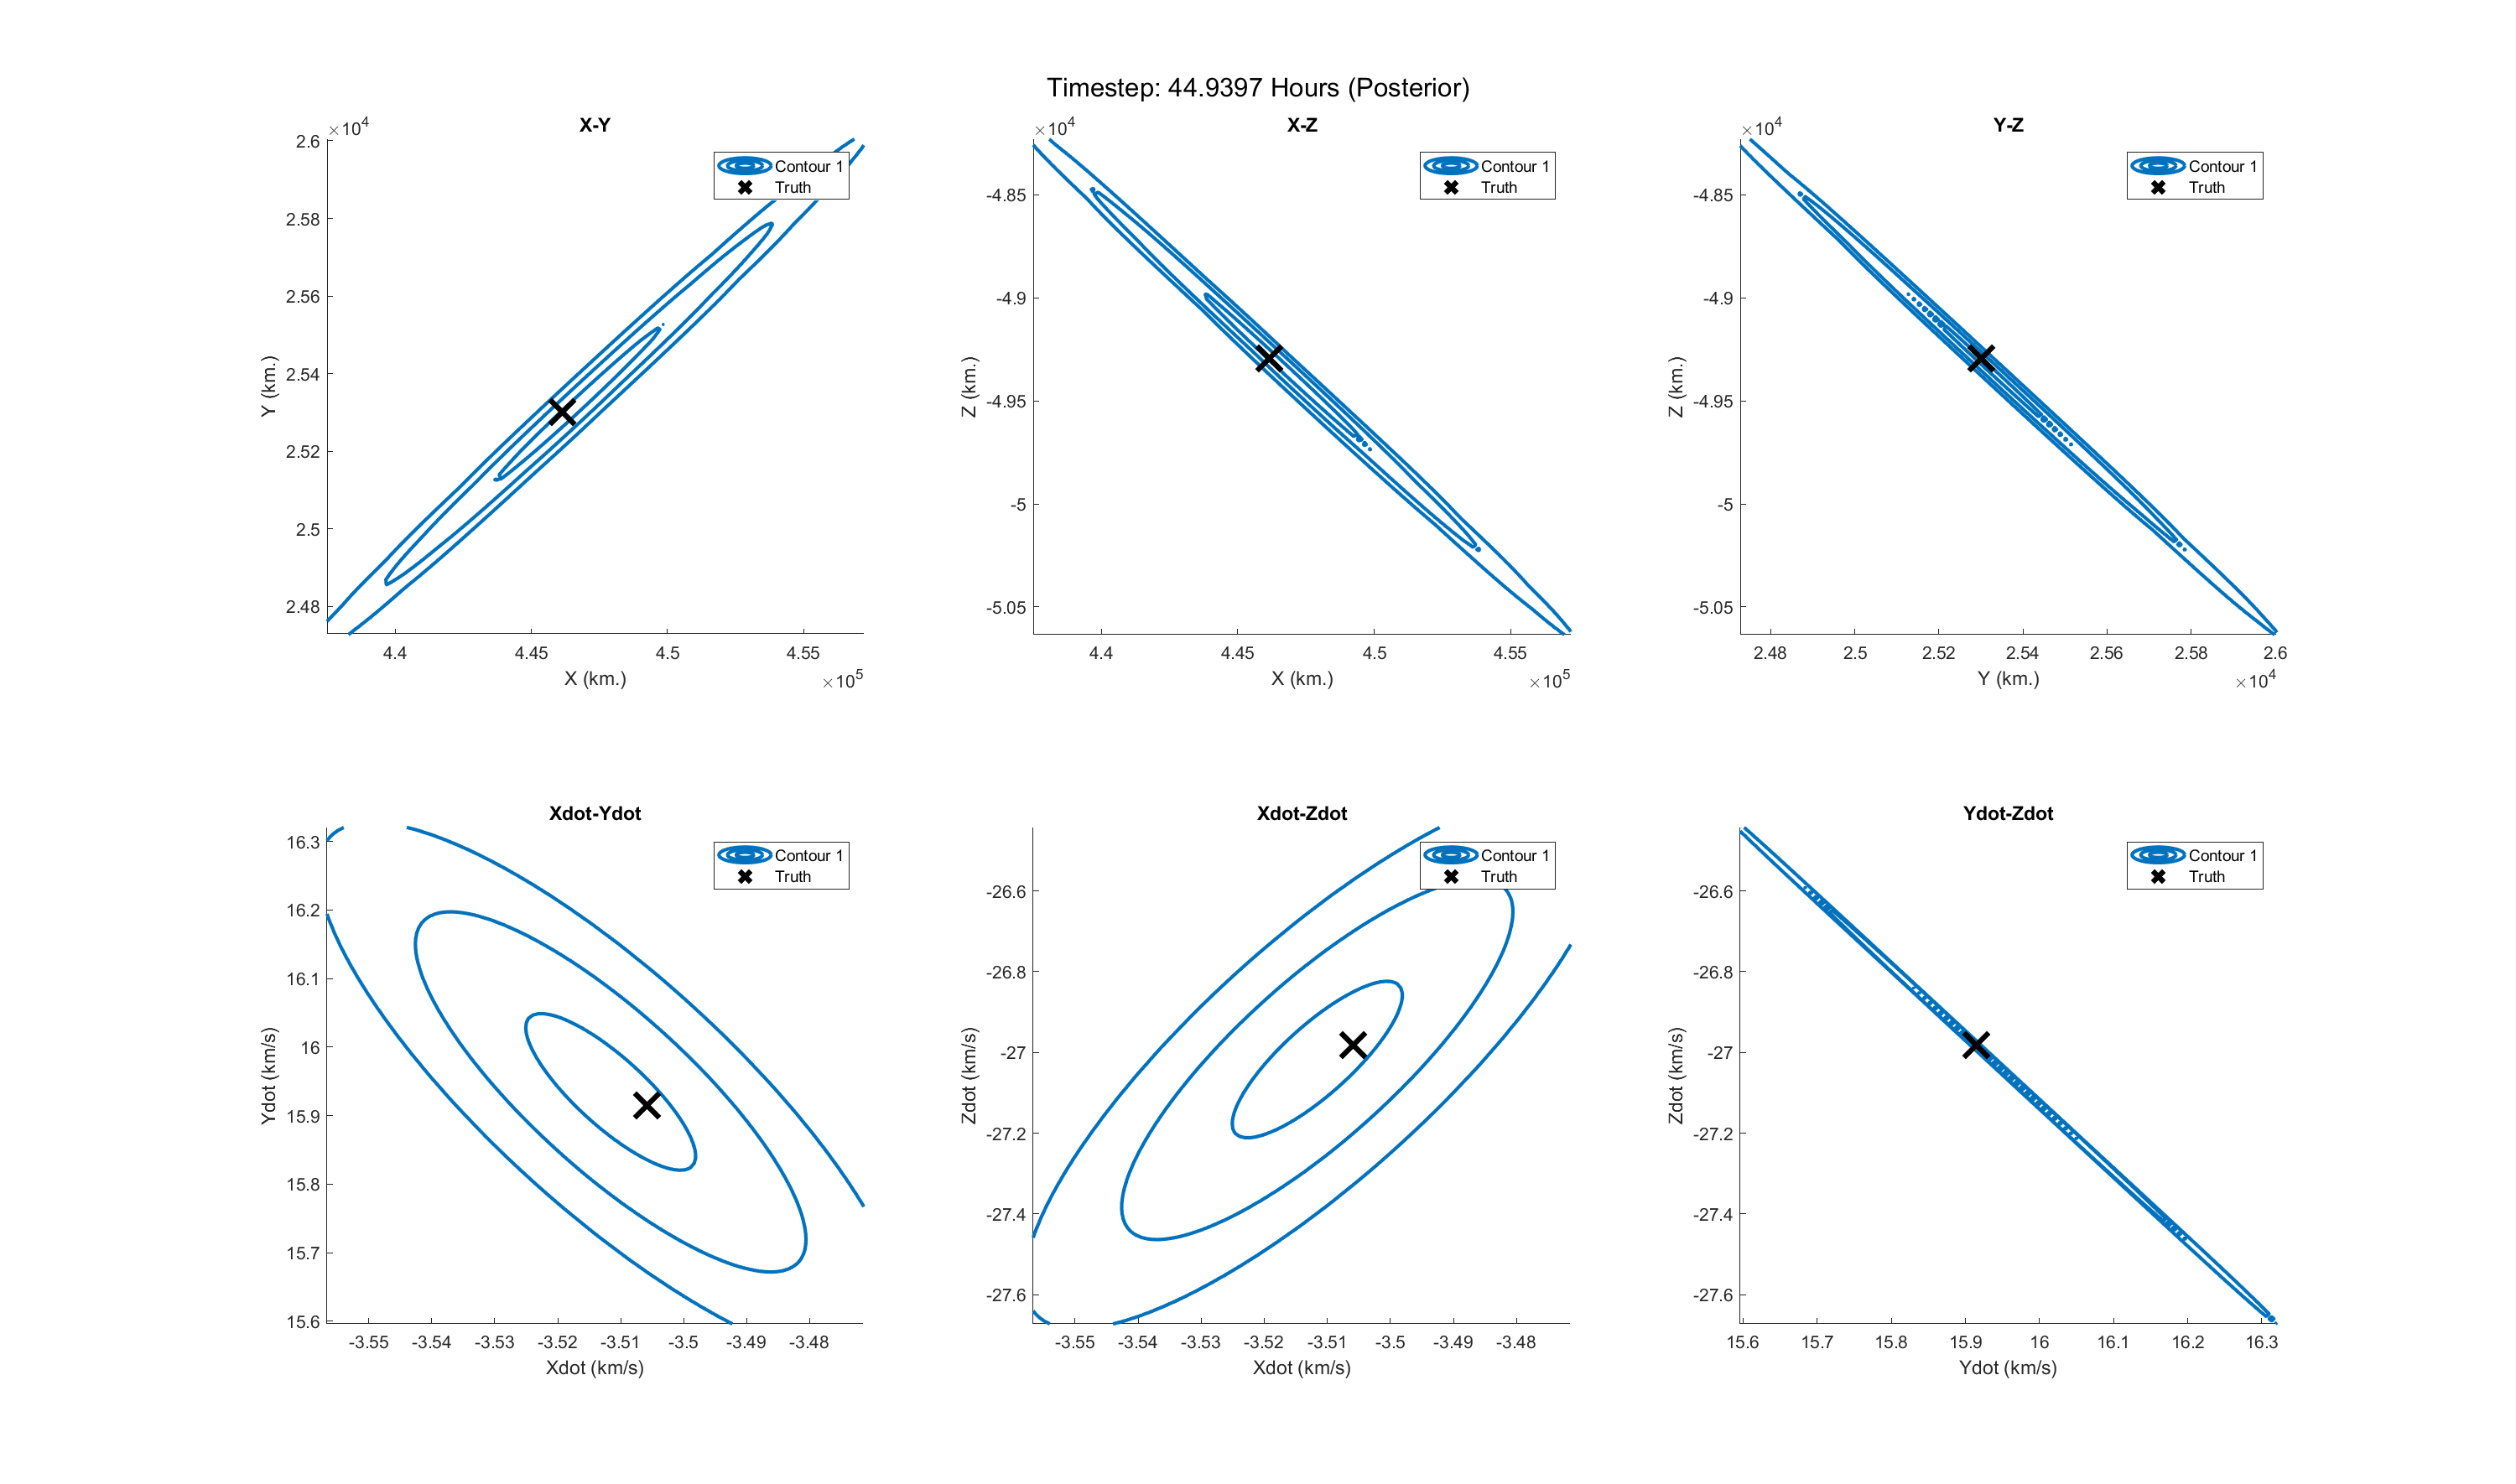 Timestep: 44.9397 Hours (Posterior)
X-Y
×10^4
2.6
2.58
2.56
2.54
2.52
2.5
2.48
Y (km.)
4.4 4.45 4.5 4.55
X (km.)
×10^5
Contour 1
Truth
X-Z
×10^4
-4.85
-4.9
-4.95
-5
-5.05
Z (km.)
4.4 4.45 4.5 4.55
X (km.)
×10^5
Contour 1
Truth
Y-Z
×10^4
-4.85
-4.9
-4.95
-5
-5.05
Z (km.)
2.48 2.5 2.52 2.54 2.56 2.58 2.6
Y (km.)
×10^4
Contour 1
Truth
Xdot-Ydot
16.3
16.2
16.1
16
15.9
15.8
15.7
15.6
Ydot (km/s)
-3.55 -3.54 -3.53 -3.52 -3.51 -3.5 -3.49 -3.48
Xdot (km/s)
Contour 1
Truth
Xdot-Zdot
-26.6
-26.8
-27
-27.2
-27.4
-27.6
Zdot (km/s)
-3.55 -3.54 -3.53 -3.52 -3.51 -3.5 -3.49 -3.48
Xdot (km/s)
Contour 1
Truth
Ydot-Zdot
-26.6
-26.8
-27
-27.2
-27.4
-27.6
Zdot (km/s)
15.6 15.7 15.8 15.9 16 16.1 16.2 16.3
Ydot (km/s)
Contour 1
Truth